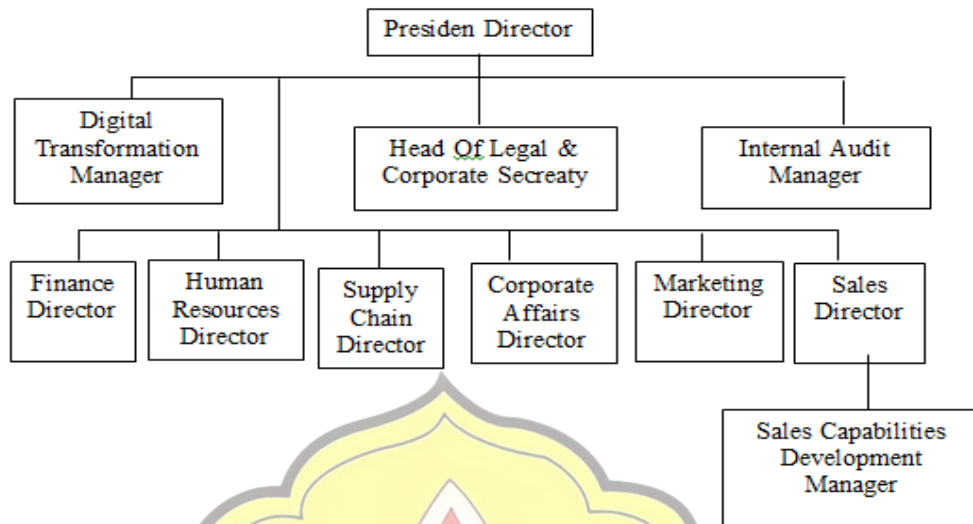 Presiden Director
Digital
Transformation
Manager
Head Of Legal &
Corporate Secreaty
Internal Audit
Manager
Finance
Director
Human
Resources
Director
Supply
Chain
Director
Corporate
Affairs
Director
Marketing
Director
Sales
Director
Sales Capabilities
Development
Manager